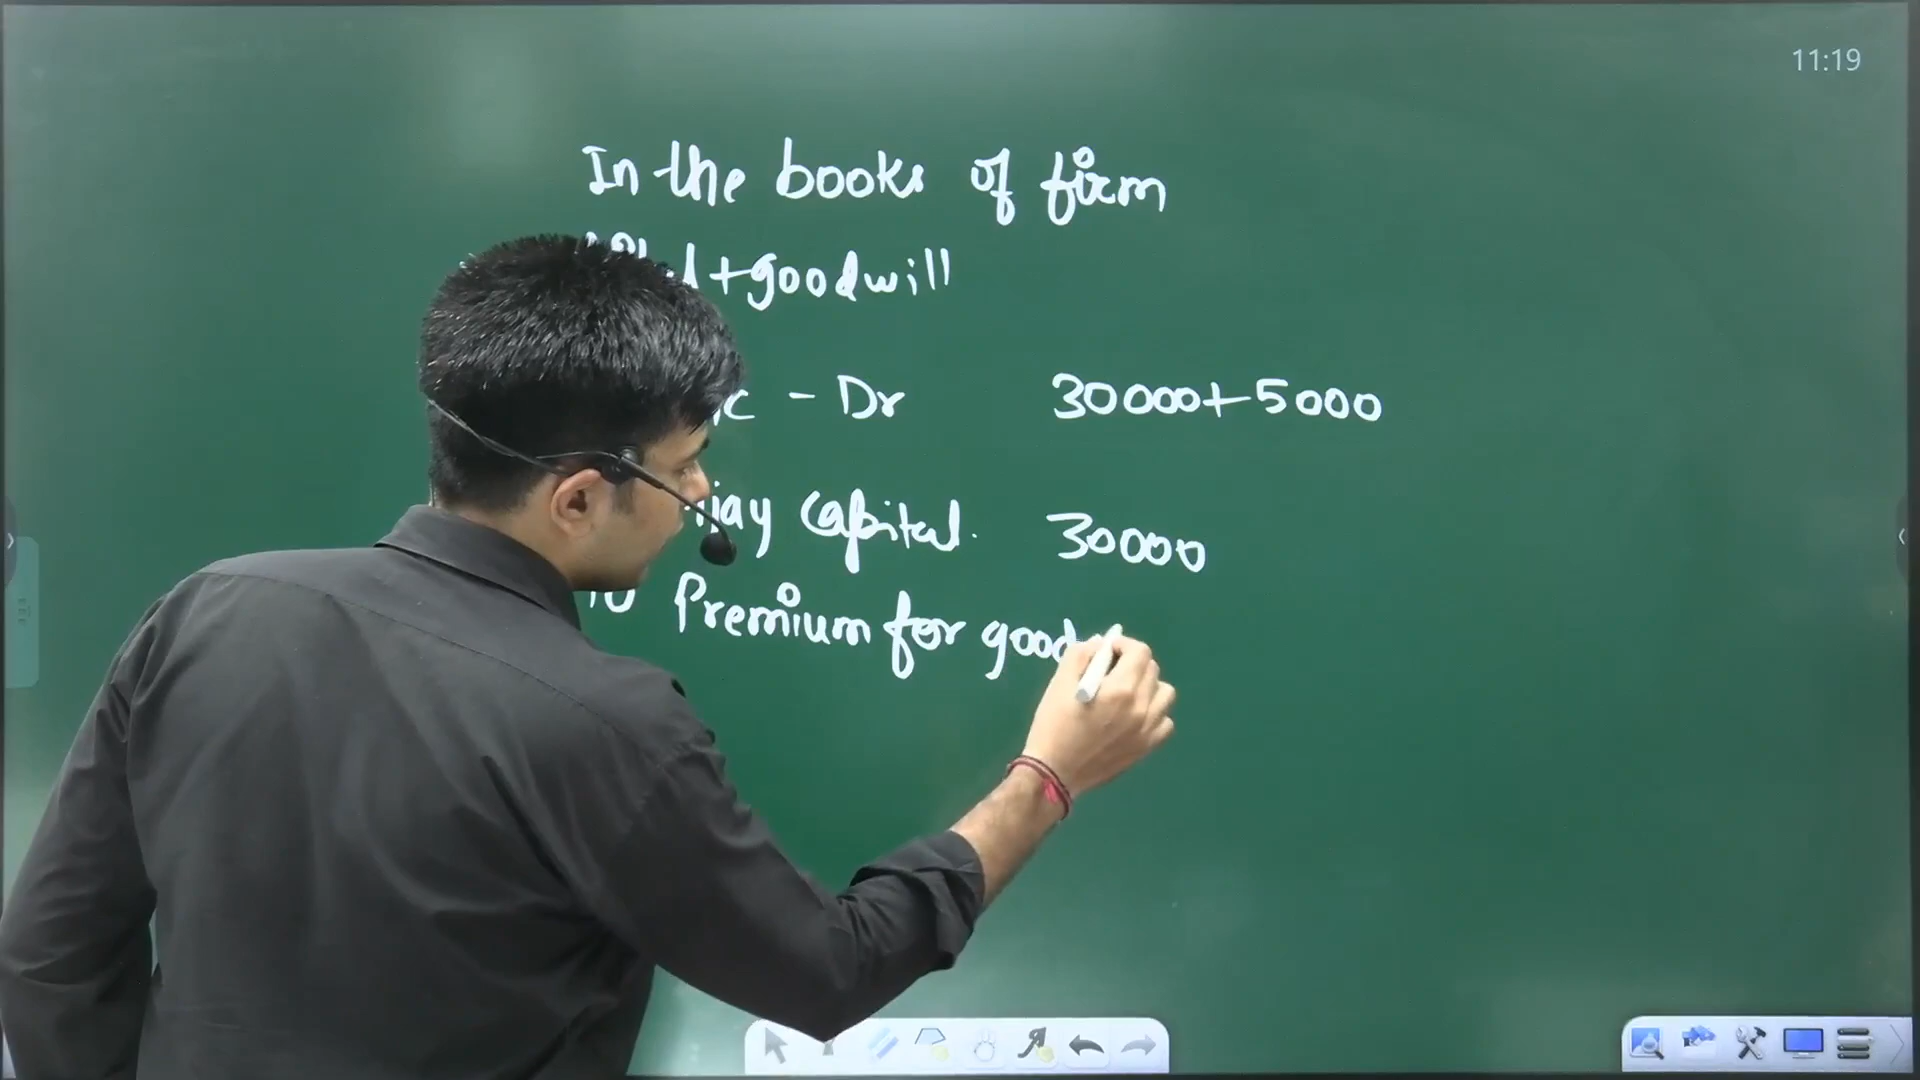 11:19
In the books of firm
+goodwill
- Dr 30000+5000
Capital. 30000
Premium for good